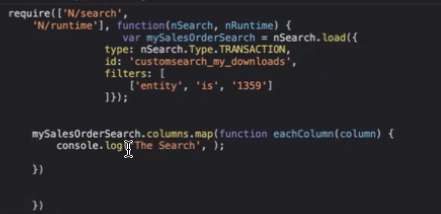 require(['N/search',
'N/runtime'], function(nSearch, nRuntime) {
var mySalesOrderSearch = nSearch.load({
type: nSearch.Type.TRANSACTION,
id: 'customsearch_my_downloads',
filters: [
['entity', 'is', '1359']
]});
mySalesOrderSearch.columns.map(function eachColumn(column) {
console.log('The Search', );
})
})